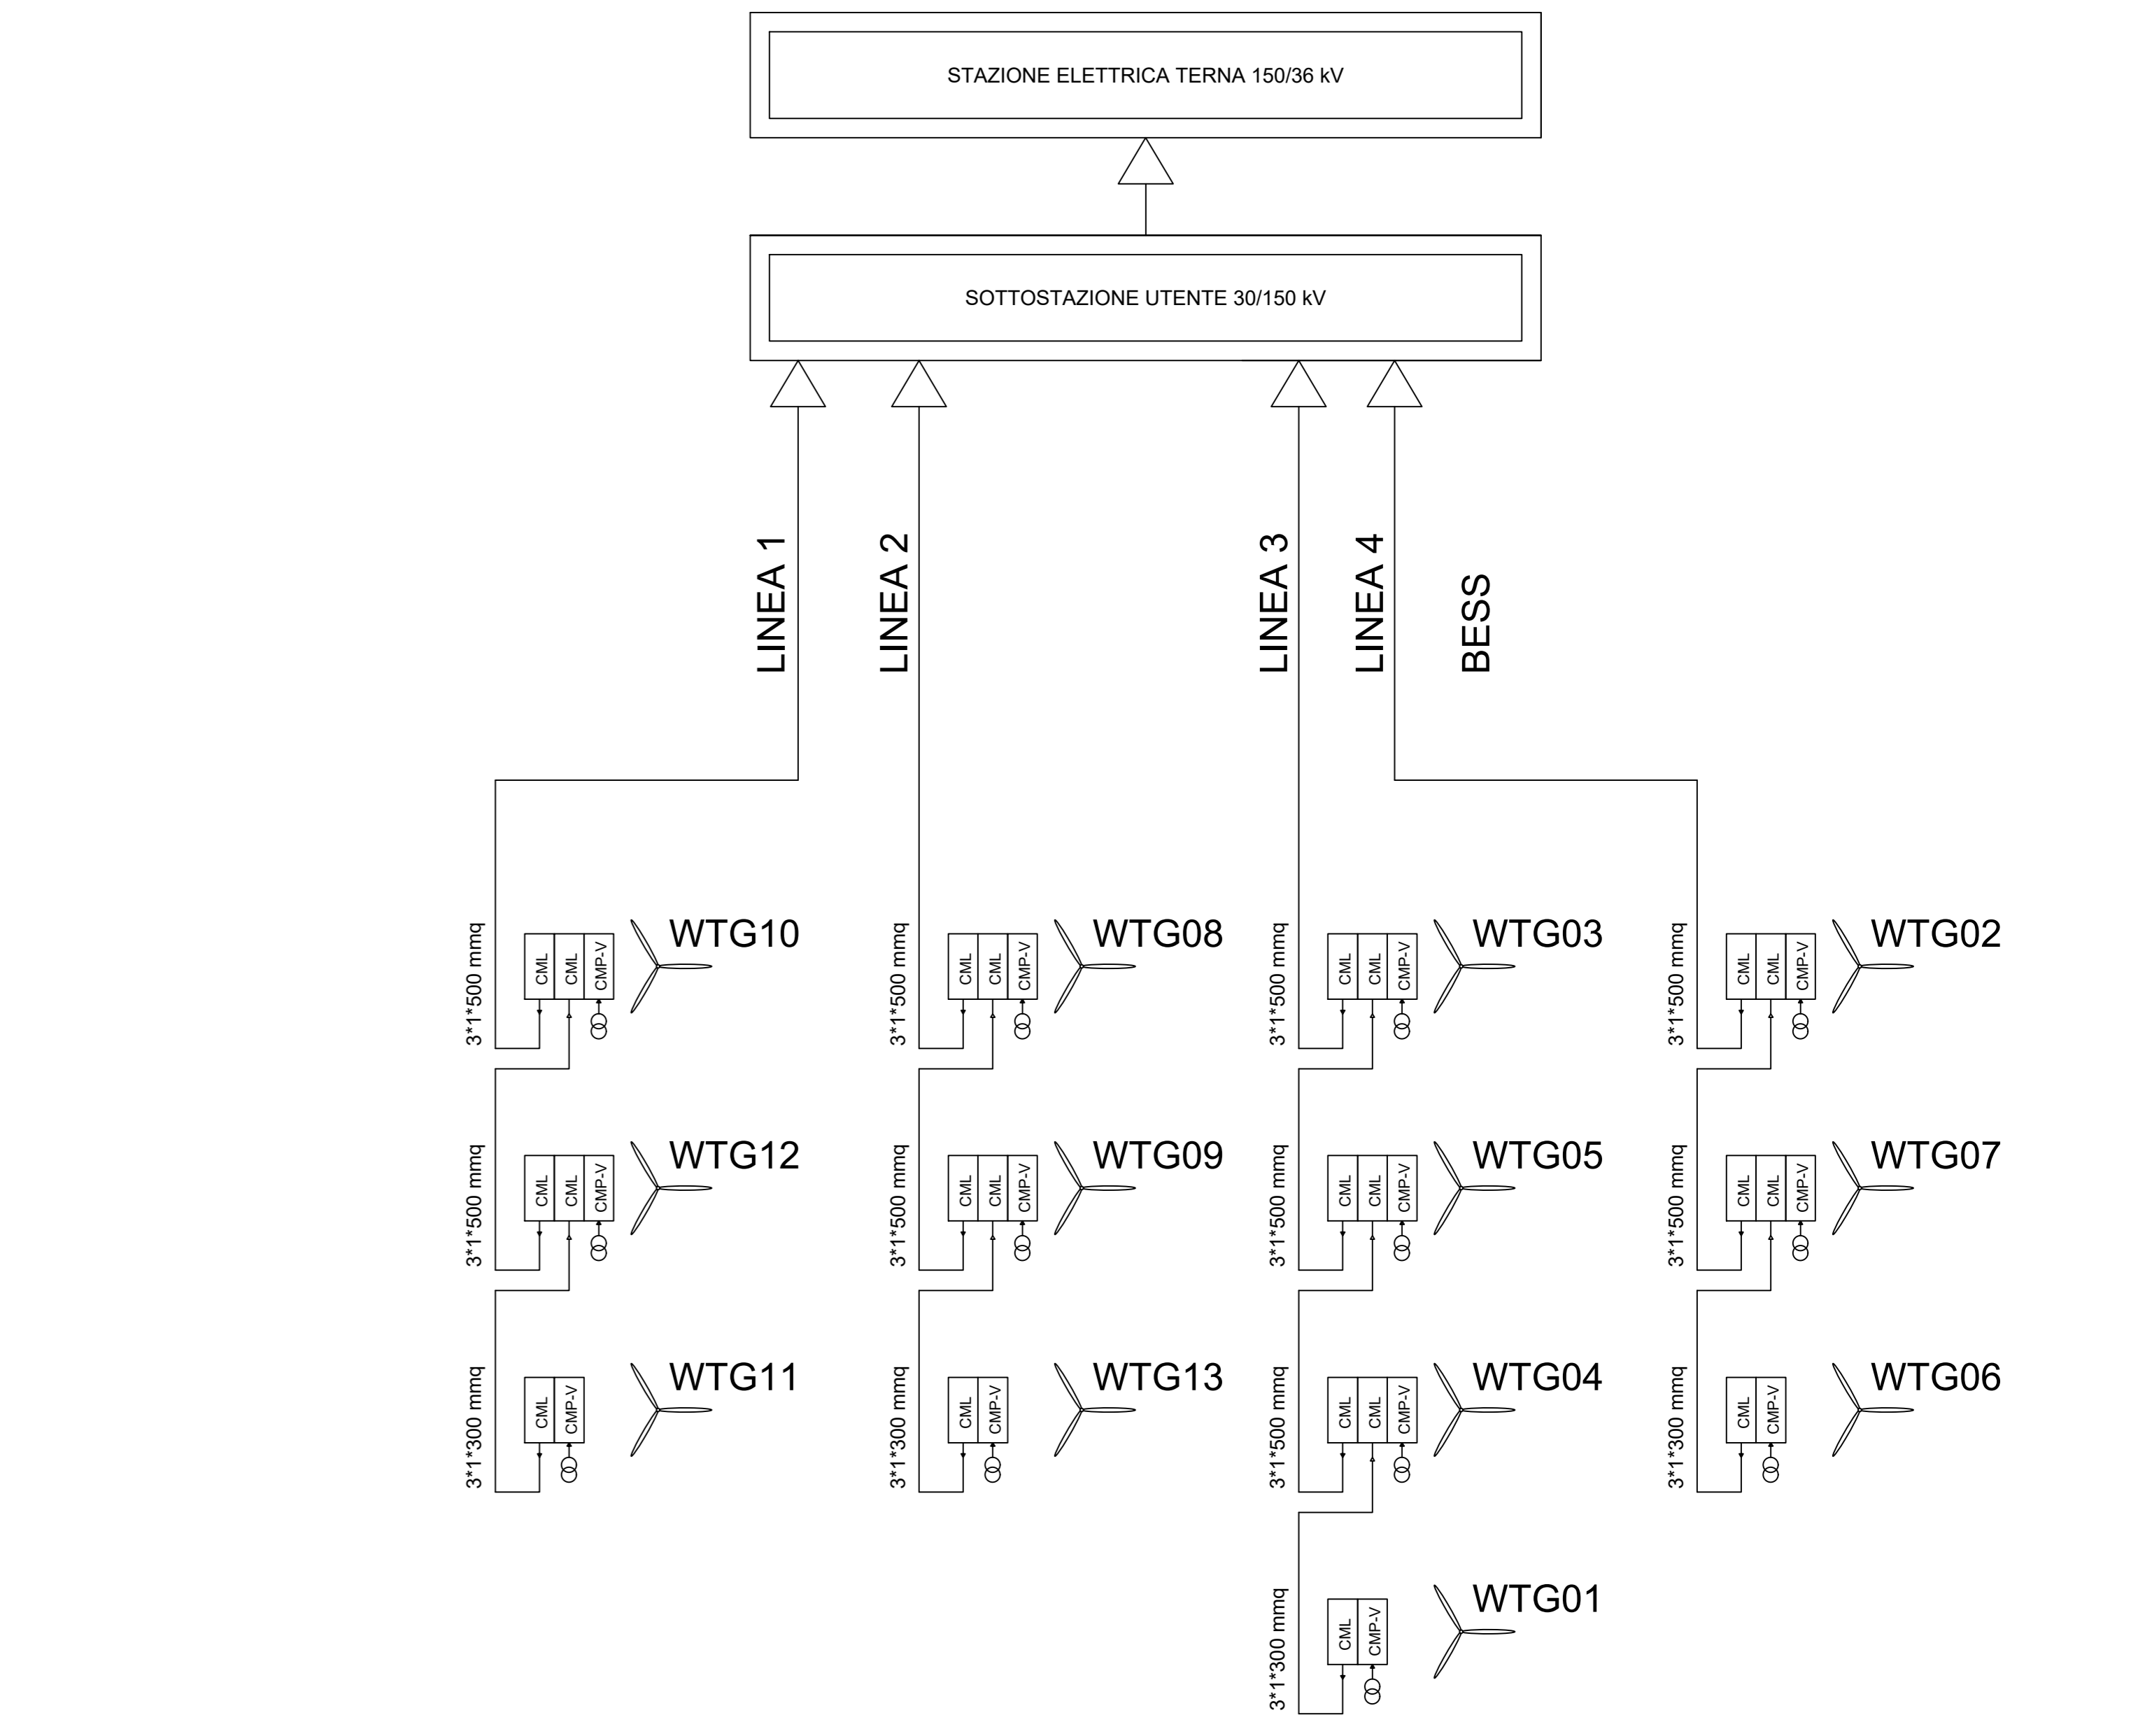 STAZIONE ELETTRICA TERNA 150/36 kV
SOTTOSTAZIONE UTENTE 30/150 kV
LINEA 1
LINEA 2
LINEA 3
LINEA 4
BESS
3*1*500 mmq
CML
CML
CMP-V
WTG10
3*1*500 mmq
CML
CML
CMP-V
WTG08
3*1*500 mmq
CML
CML
CMP-V
WTG03
3*1*500 mmq
CML
CML
CMP-V
WTG02
3*1*500 mmq
CML
CML
CMP-V
WTG12
3*1*500 mmq
CML
CML
CMP-V
WTG09
3*1*500 mmq
CML
CML
CMP-V
WTG05
3*1*500 mmq
CML
CML
CMP-V
WTG07
3*1*300 mmq
CML
CMP-V
WTG11
3*1*300 mmq
CML
CMP-V
WTG13
3*1*500 mmq
CML
CML
CMP-V
WTG04
3*1*300 mmq
CML
CMP-V
WTG06
3*1*300 mmq
CML
CMP-V
WTG01